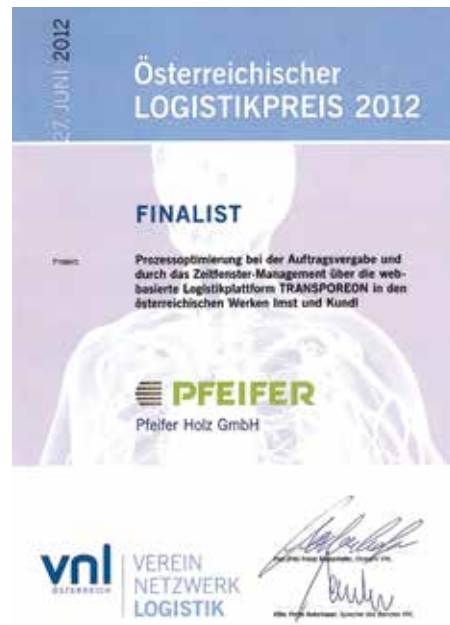 27. JUNI 2012
Österreichischer
LOGISTIKPREIS 2012
FINALIST
Projekt:
Prozessoptimierung bei der Auftragsvergabe und
durch das Zeitfenster-Management über die web-
basierte Logistikplattform TRANSPOREON in den
österreichischen Werken Imst und Kundl
PFEIFER
Pfeifer Holz GmbH
vnl
ÖSTERREICH
VEREIN
NETZWERK
LOGISTIK